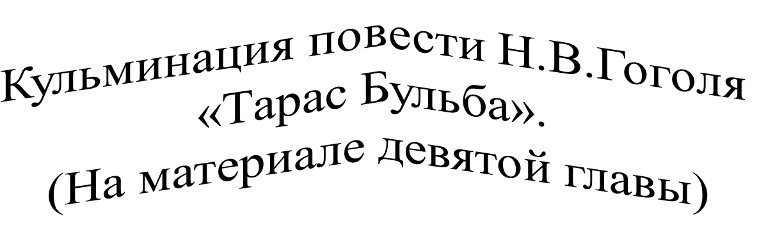 Кульминация повести Н.В.Гоголя
«Тарас Бульба».
(На материале девятой главы)